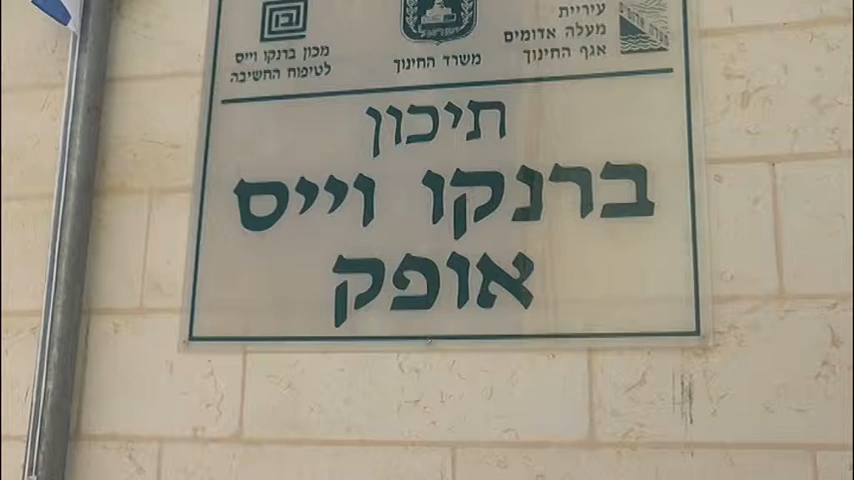 עיריית
מעלה אדומים
אגף החינוך
משרד החינוך
מכון ברנקו וייס
לטיפוח החשיבה
תיכון
ברנקו וייס
אופק